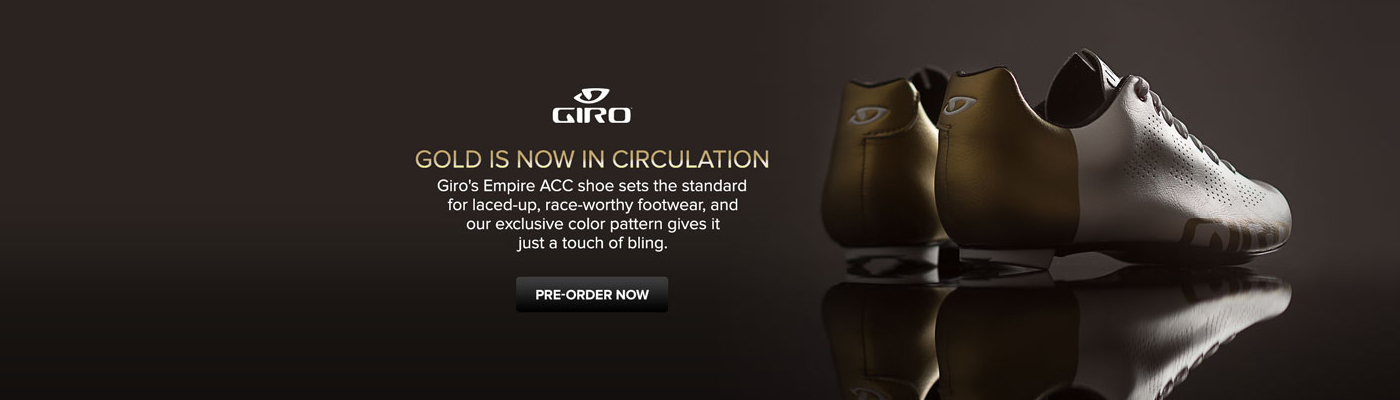 GIRO
GOLD IS NOW IN CIRCULATION
Giro's Empire ACC shoe sets the standard
for laced-up, race-worthy footwear, and
our exclusive color pattern gives it
just a touch of bling.
PRE-ORDER NOW
GIRO